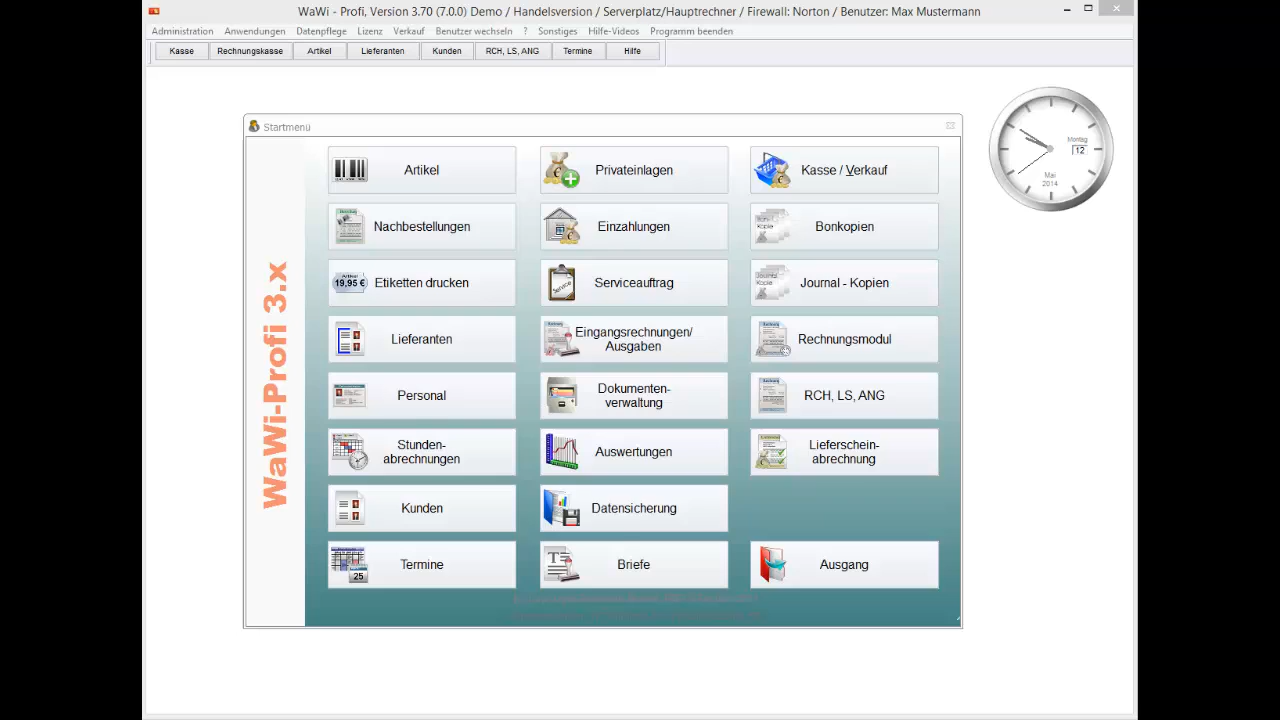 WaWi - Profi, Version 3.70 (7.0.0) Demo / Handelsversion / Serverplatz/Hauptrechner / Firewall: Norton / Benutzer: Max Mustermann
Administration Anwendungen Datenpflege Lizenz Verkauf Benutzer wechseln ? Sonstiges Hilfe-Videos Programm beenden
Kasse Rechnungskasse Artikel Lieferanten Kunden RCH, LS, ANG Termine Hilfe
Startmenü
Montag
12
Mai
2014
WaWi-Profi 3.x
Artikel
Privateinlagen
Kasse / Verkauf
Nachbestellungen
Einzahlungen
Bonkopien
Artikel
19,95 €
Etiketten drucken
Service
Serviceauftrag
Journal - Kopien
Lieferanten
Eingangsrechnungen/
Ausgaben
Rechnungsmodul
Personal
Dokumenten-
verwaltung
RCH, LS, ANG
Stunden-
abrechnungen
Auswertungen
Lieferschein-
abrechnung
Kunden
Datensicherung
25
Termine
Briefe
Ausgang